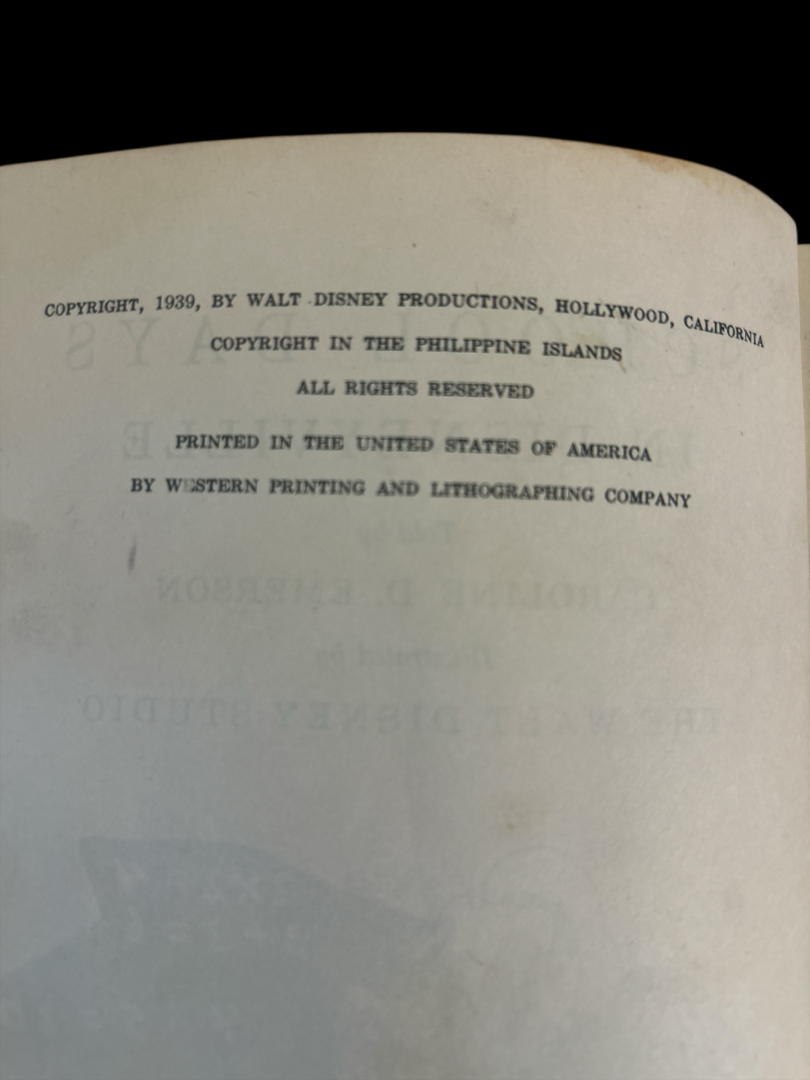 COPYRIGHT, 1939, BY WALT DISNEY PRODUCTIONS, HOLLYWOOD, CALIFORNIA
COPYRIGHT IN THE PHILIPPINE ISLANDS
ALL RIGHTS RESERVED
PRINTED IN THE UNITED STATES OF AMERICA
BY WESTERN PRINTING AND LITHOGRAPHING COMPANY